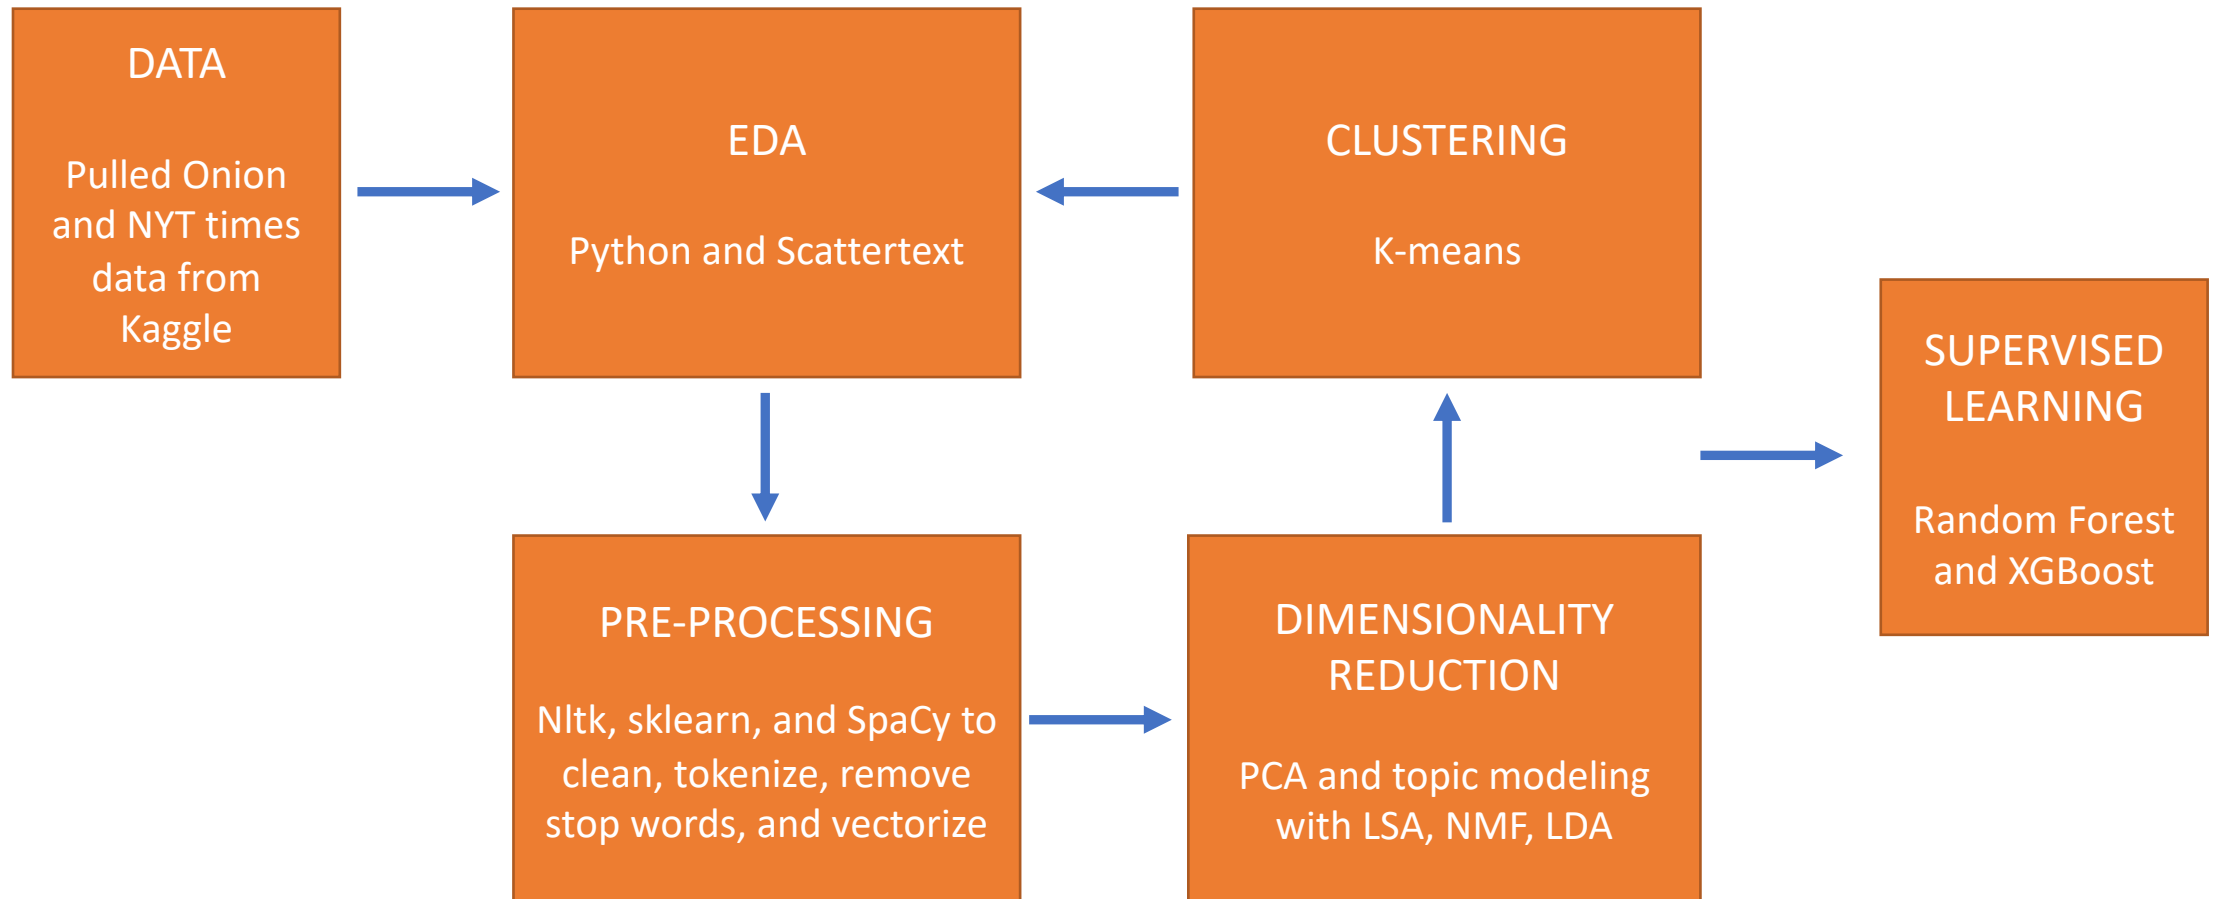 DATA
Pulled Onion
and NYT times
data from
Kaggle
EDA
Python and Scattertext
CLUSTERING
K-means
SUPERVISED
LEARNING
Random Forest
and XGBoost
PRE-PROCESSING
Nltk, sklearn, and SpaCy to
clean, tokenize, remove
stop words, and vectorize
DIMENSIONALITY
REDUCTION
PCA and topic modeling
with LSA, NMF, LDA